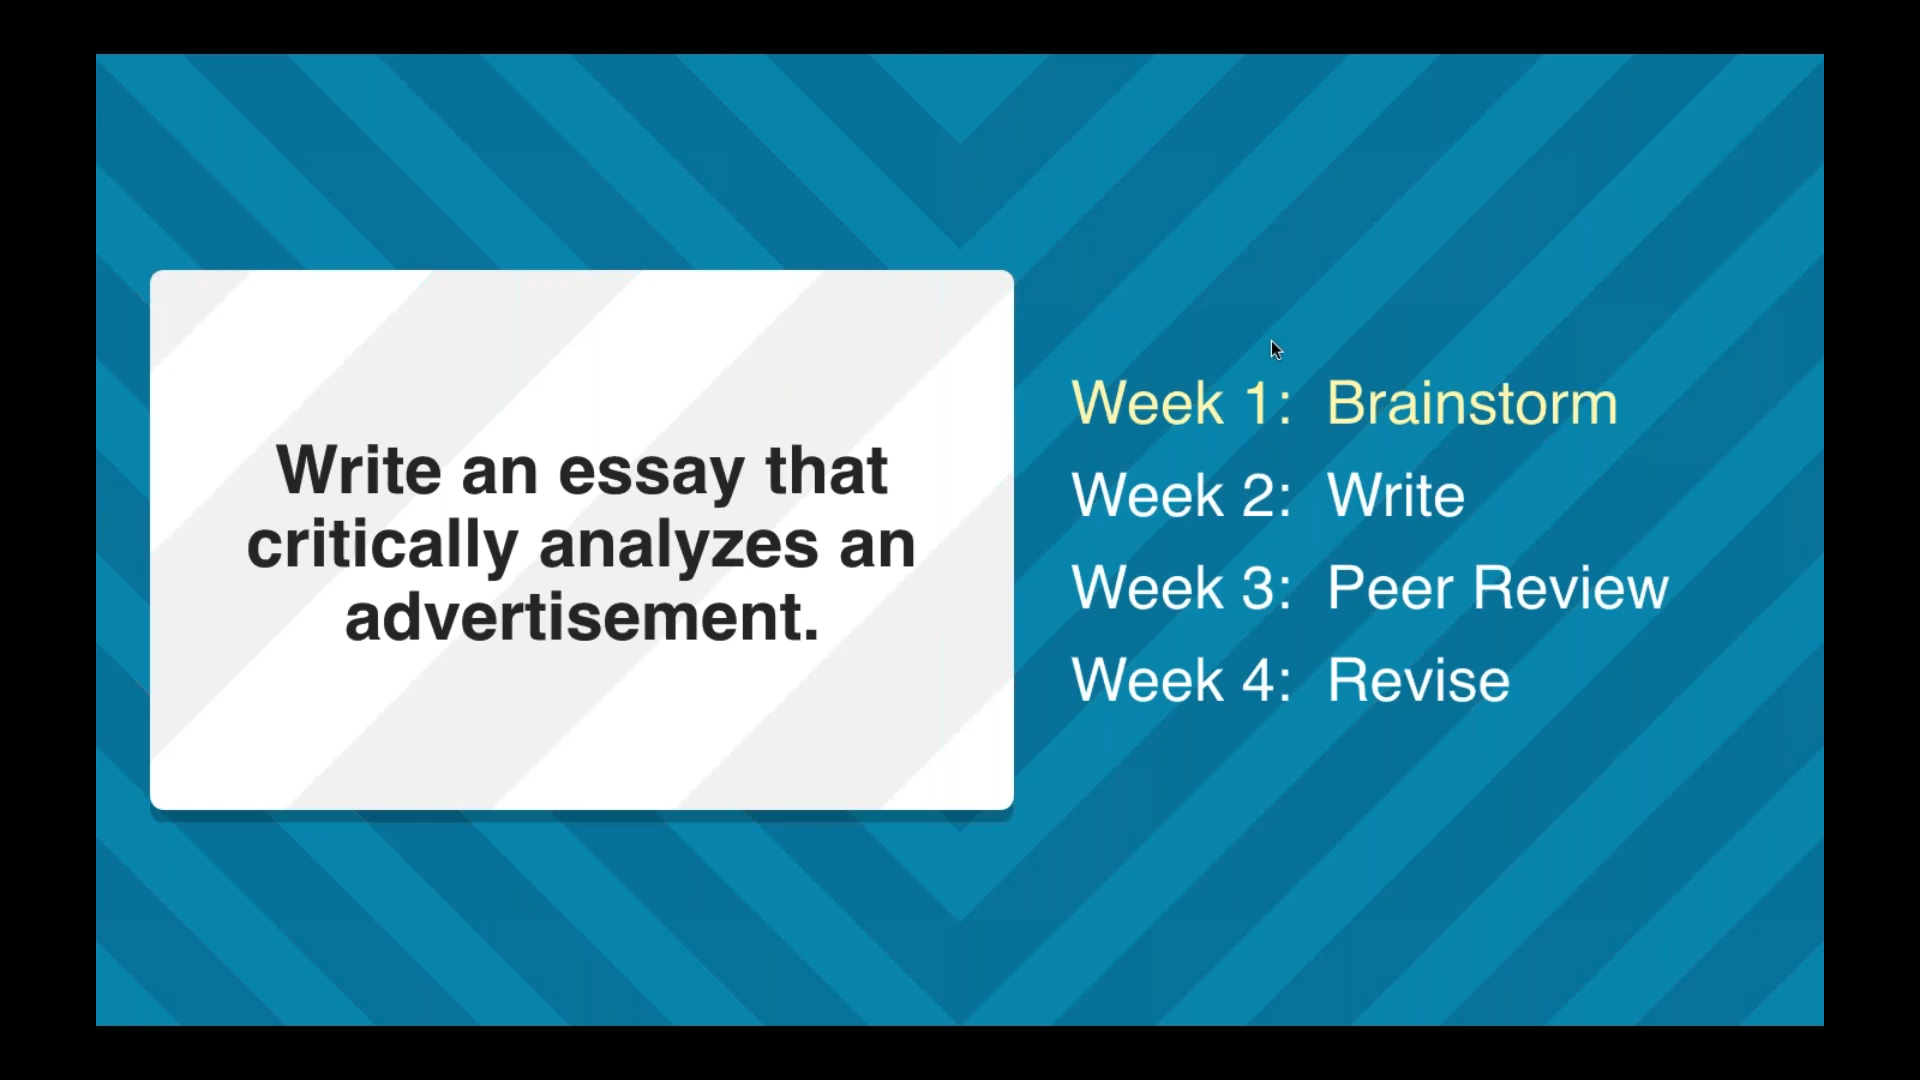 Write an essay that
critically analyzes an
advertisement.
Week 1: Brainstorm
Week 2: Write
Week 3: Peer Review
Week 4: Revise